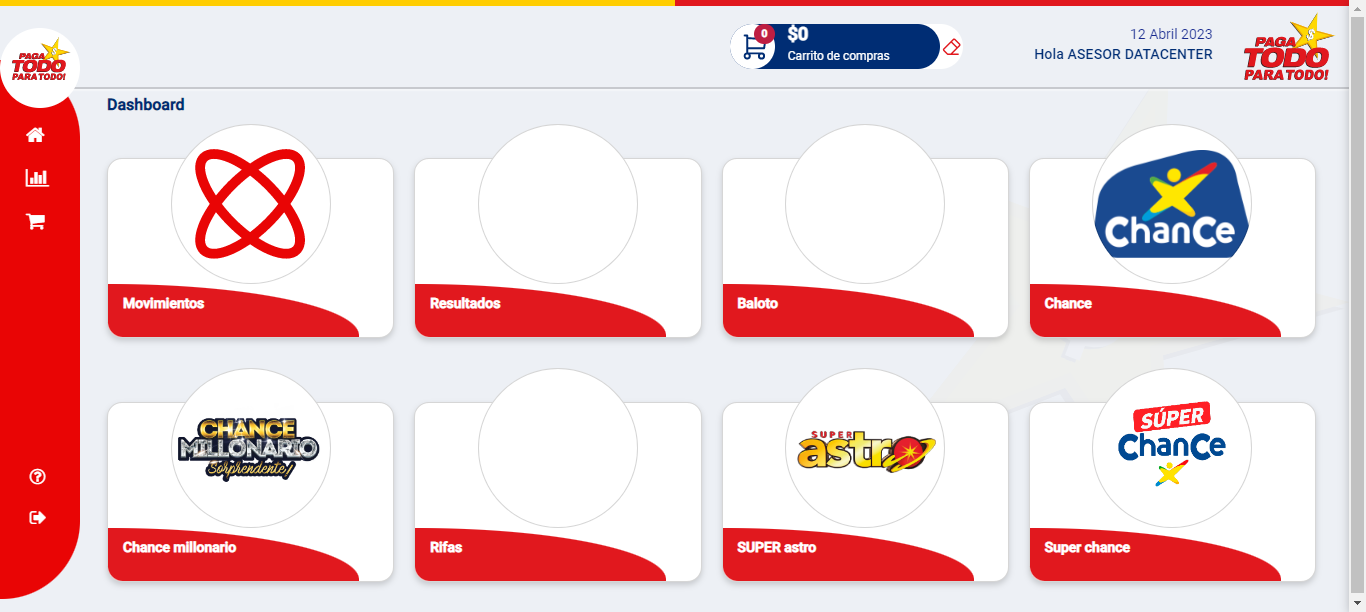 PAGA
TODO
PARA TODO!
0
$0
Carrito de compras
12 Abril 2023
Hola ASESOR DATACENTER
PAGA
TODO
PARA TODO!
Dashboard
Movimientos
Resultados
Baloto
ChanCe
Chance
CHANCE
MILLONARIO
Sorprendente!
Chance millonario
Rifas
SUPER
astro
SUPER astro
SÚPER
ChanCe
Super chance